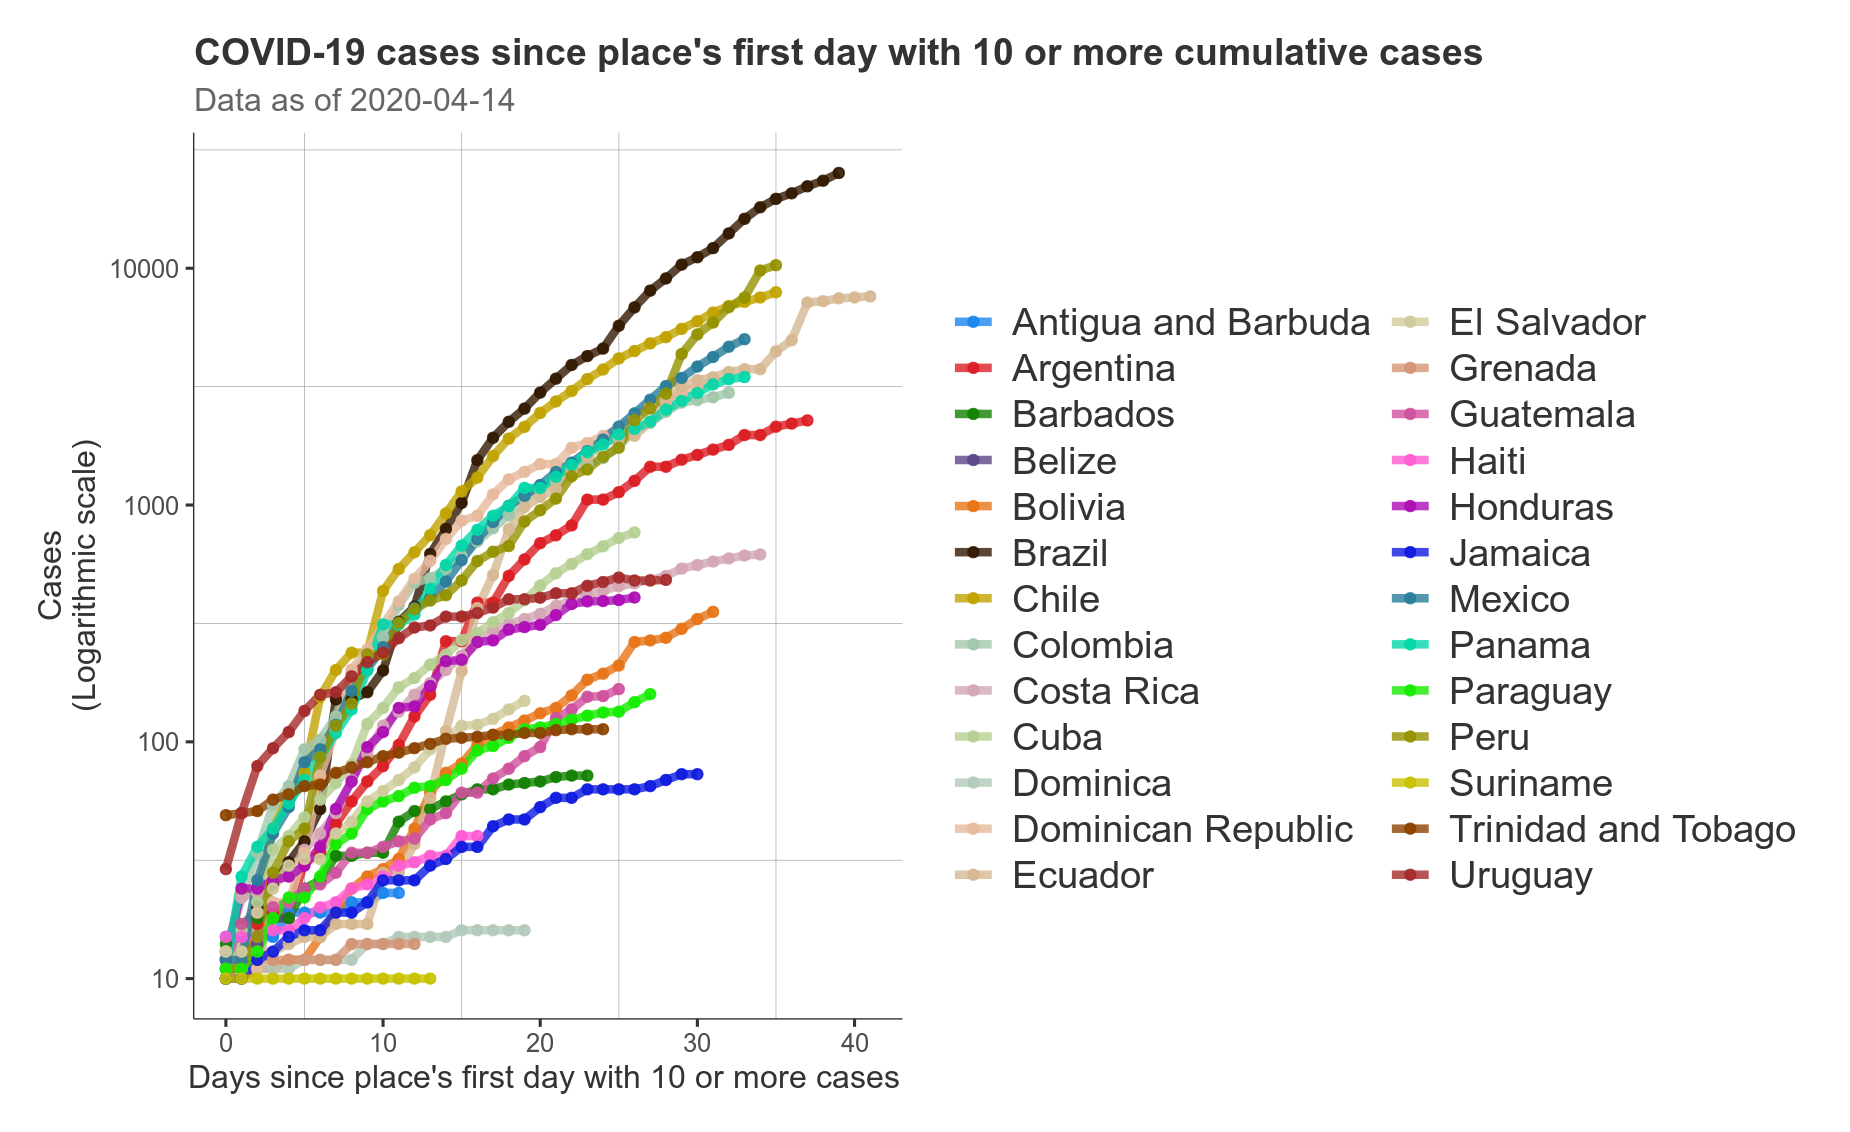 COVID-19 cases since place's first day with 10 or more cumulative cases
Data as of 2020-04-14
Cases
(Logarithmic scale)
10000
1000
100
10
0
10
20
30
40
Days since place's first day with 10 or more cases
Antigua and Barbuda
Argentina
Barbados
Belize
Bolivia
Brazil
Chile
Colombia
Costa Rica
Cuba
Dominica
Dominican Republic
Ecuador
El Salvador
Grenada
Guatemala
Haiti
Honduras
Jamaica
Mexico
Panama
Paraguay
Peru
Suriname
Trinidad and Tobago
Uruguay